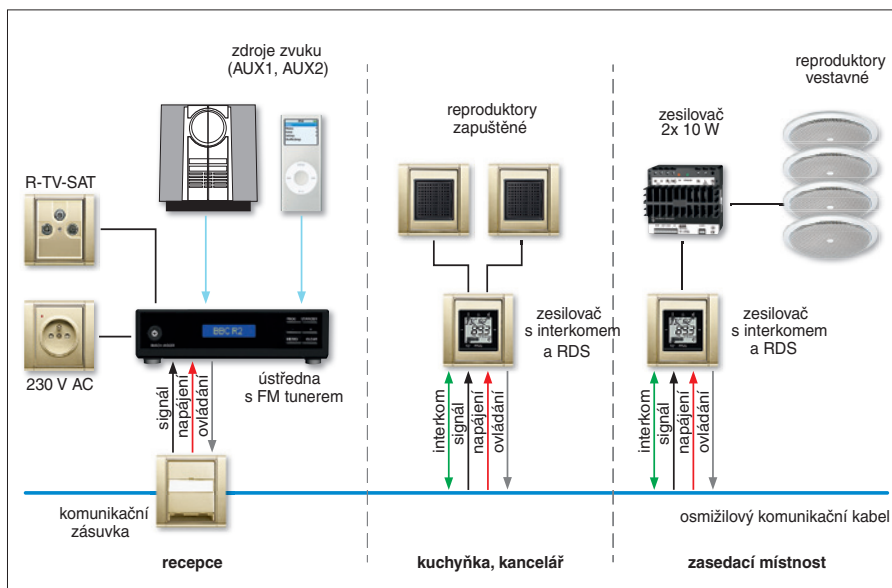 zdroje zvuku
(AUX1, AUX2)
R-TV-SAT
230 V AC
BBC R2
ústředna
s FM tunerem
signál
napájení
ovládání
komunikační
zásuvka
recepce
reproduktory
zapuštěné
zesilovač
s interkomem
a RDS
interkom
signál
napájení
ovládání
kuchyňka, kancelář
zesilovač
2x 10 W
reproduktory
vestavné
zesilovač
s interkomem
a RDS
interkom
signál
napájení
ovládání
osmižilový komunikační kabel
zasedací místnost